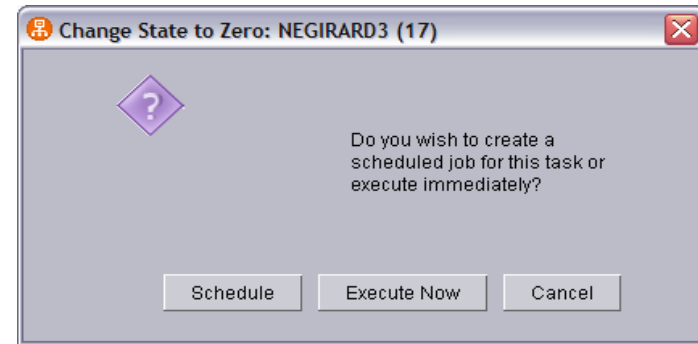 Change State to Zero: NEGIRARD3 (17)
?
Do you wish to create a
scheduled job for this task or
execute immediately?
Schedule Execute Now Cancel